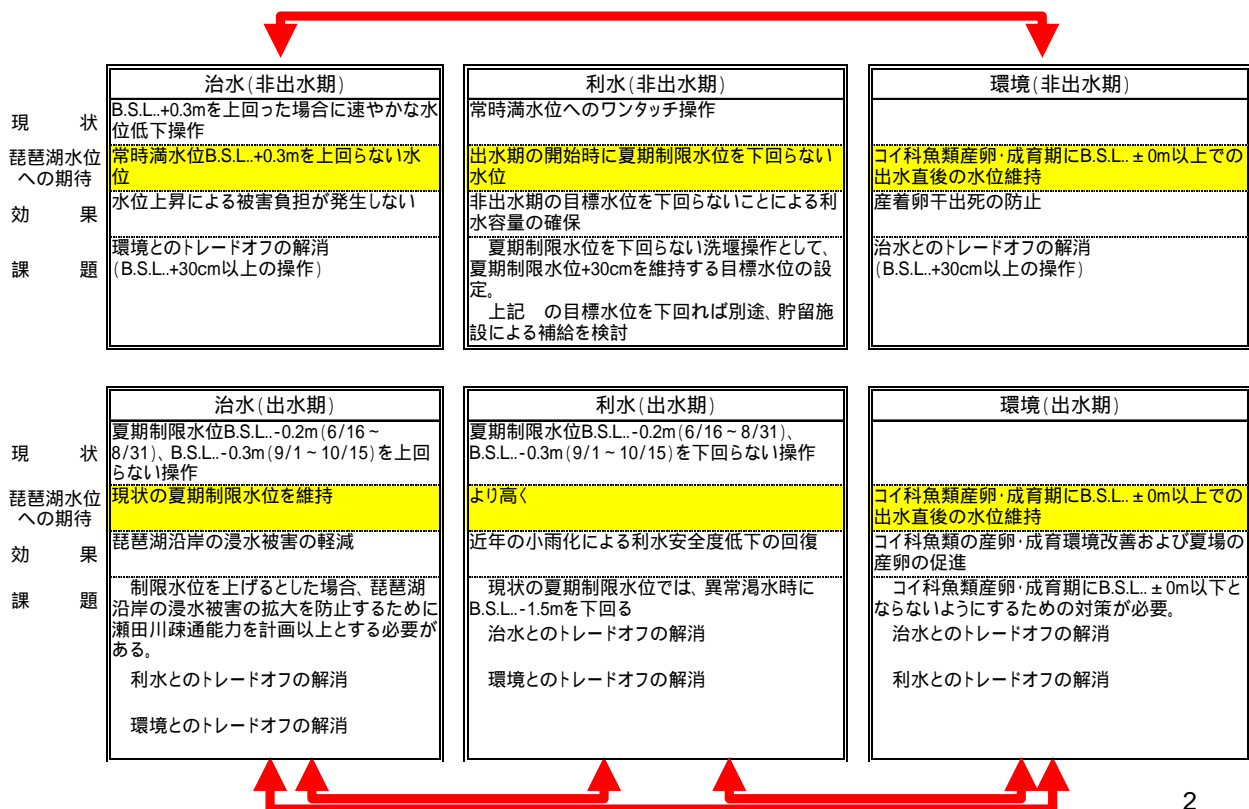 治水(非出水期)
B.S.L..+0.3mを上回った場合に速やかな水
位低下操作
常時満水位B.S.L..+0.3mを上回らない水
位
水位上昇による被害負担が発生しない
環境とのトレードオフの解消
(B.S.L..+30cm以上の操作)
利水(非出水期)
常時満水位へのワンタッチ操作
出水期の開始時に夏期制限水位を下回らない
水位
非出水期の目標水位を下回らないことによる利
水容量の確保
夏期制限水位を下回らない洗堰操作として、
夏期制限水位+30cmを維持する目標水位の設
定。
上記 の目標水位を下回れば別途、貯留施
設による補給を検討
環境(非出水期)
コイ科魚類産卵・成育期にB.S.L..±0m以上での
出水直後の水位維持
産着卵干出死の防止
治水とのトレードオフの解消
(B.S.L..+30cm以上の操作)
現 状
琵琶湖水位
への期待
効 果
課 題
治水(出水期)
夏期制限水位B.S.L..-0.2m(6/16~
8/31)、B.S.L..-0.3m(9/1~10/15)を上回
らない操作
現状の夏期制限水位を維持
琵琶湖沿岸の浸水被害の軽減
制限水位を上げるとした場合、琵琶湖
沿岸の浸水被害の拡大を防止するために
瀬田川疎通能力を計画以上とする必要が
ある。
利水とのトレードオフの解消
環境とのトレードオフの解消
利水(出水期)
夏期制限水位B.S.L..-0.2m(6/16~8/31)、
B.S.L..-0.3m(9/1~10/15)を下回らない操作
より高く
近年の小雨化による利水安全度低下の回復
現状の夏期制限水位では、異常渇水時に
B.S.L..-1.5mを下回る
治水とのトレードオフの解消
環境とのトレードオフの解消
環境(出水期)
コイ科魚類産卵・成育期にB.S.L..±0m以上での
出水直後の水位維持
コイ科魚類の産卵・成育環境改善および夏場の
産卵の促進
コイ科魚類産卵・成育期にB.S.L..±0m以下と
ならないようにするための対策が必要。
治水とのトレードオフの解消
利水とのトレードオフの解消
現 状
琵琶湖水位
への期待
効 果
課 題
2